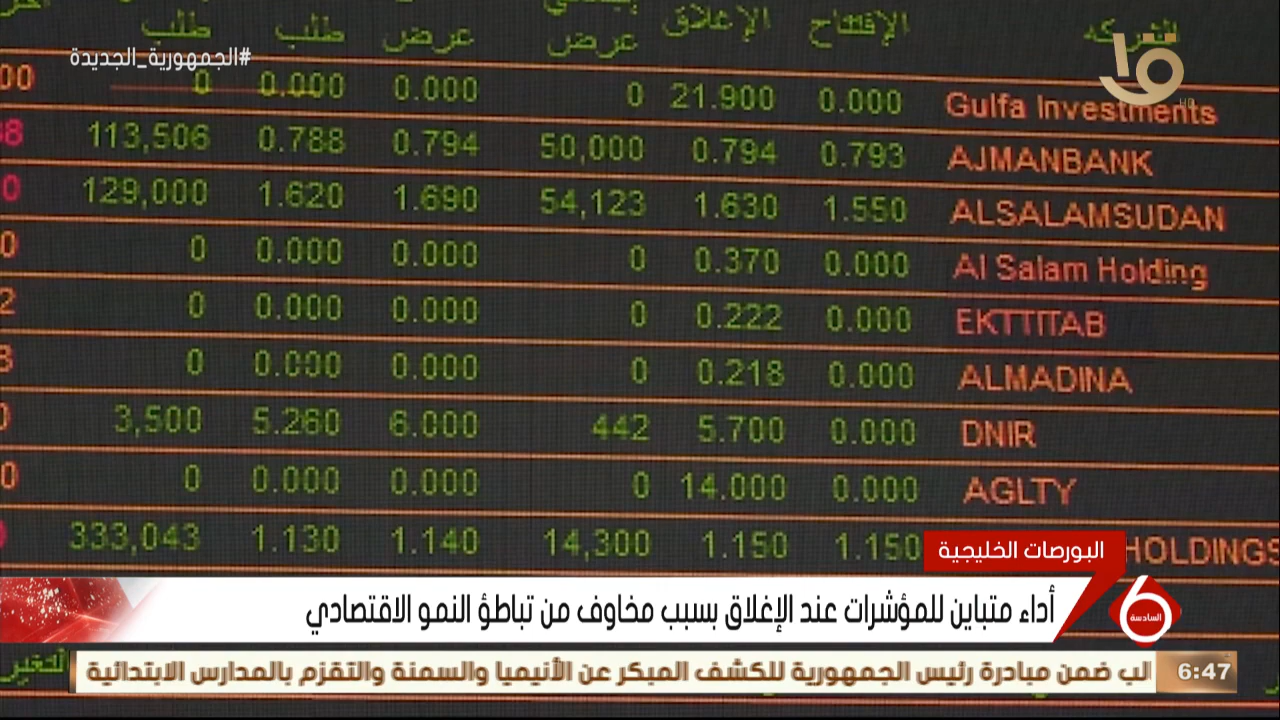 #الجمهورية_الجديدة
HD
الشركه الإفتتاح الإغلاق عرض عرض طلب طلب
Gulfa Investments 0.000 21.900 0 0.000 0.000 0
AJMANBANK 0.793 0.794 50,000 0.794 0.788 113,506
ALSALAMSUDAN 1.550 1.630 54,123 1.690 1.620 129,000
Al Salam Holding 0.000 0.370 0 0.000 0.000 0
EKTTITAB 0.000 0.222 0 0.000 0.000 0
ALMADINA 0.000 0.218 0 0.000 0.000 0
DNIR 0.000 5.700 442 6.000 5.260 3,500
AGLTY 0.000 14.000 0 0.000 0.000 0
HOLDINGS 1.150 1.150 14,300 1.140 1.130 333,043
البورصات الخليجية
أداء متباين للمؤشرات عند الإغلاق بسبب مخاوف من تباطؤ النمو الاقتصادي
السادسة
6:47 الب ضمن مبادرة رئيس الجمهورية للكشف المبكر عن الأنيميا والسمنة والتقزم بالمدارس الابتدائية